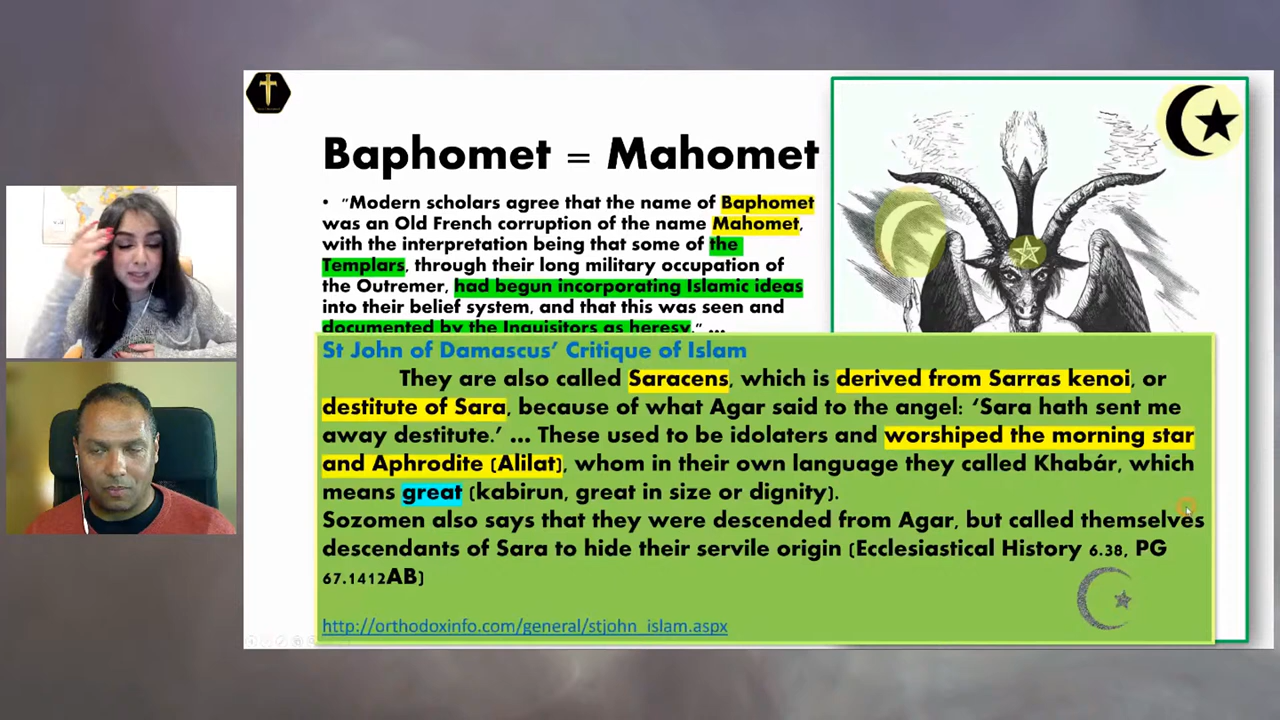 Baphomet = Mahomet
• "Modern scholars agree that the name of Baphomet
was an Old French corruption of the name Mahomet,
with the interpretation being that some of the
Templars, through their long military occupation of
the Outremer, had begun incorporating Islamic ideas
into their belief system, and that this was seen and
documented by the Inquisitors as heresy." ...
St John of Damascus' Critique of Islam
They are also called Saracens, which is derived from Sarras kenoi, or
destitute of Sara, because of what Agar said to the angel: 'Sara hath sent me
away destitute.' ... These used to be idolaters and worshiped the morning star
and Aphrodite (Alilat), whom in their own language they called Khabár, which
means great (kabirun, great in size or dignity).
Sozomen also says that they were descended from Agar, but called themselves
descendants of Sara to hide their servile origin (Ecclesiastical History 6.38, PG
67.1412AB)
http://orthodoxinfo.com/general/stjohn_islam.aspx